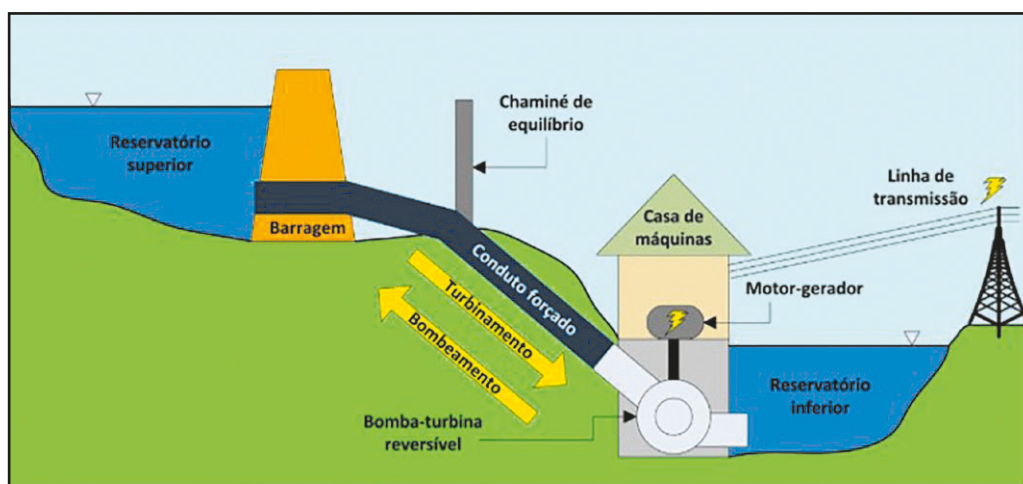 Reservatório
superior
Barragem
Chaminé de
equilíbrio
Conduto forçado
Turbinamento
Bombeamento
Bomba-turbina
reversível
Casa de
máquinas
Motor-gerador
Linha de
transmissão
Reservatório
inferior